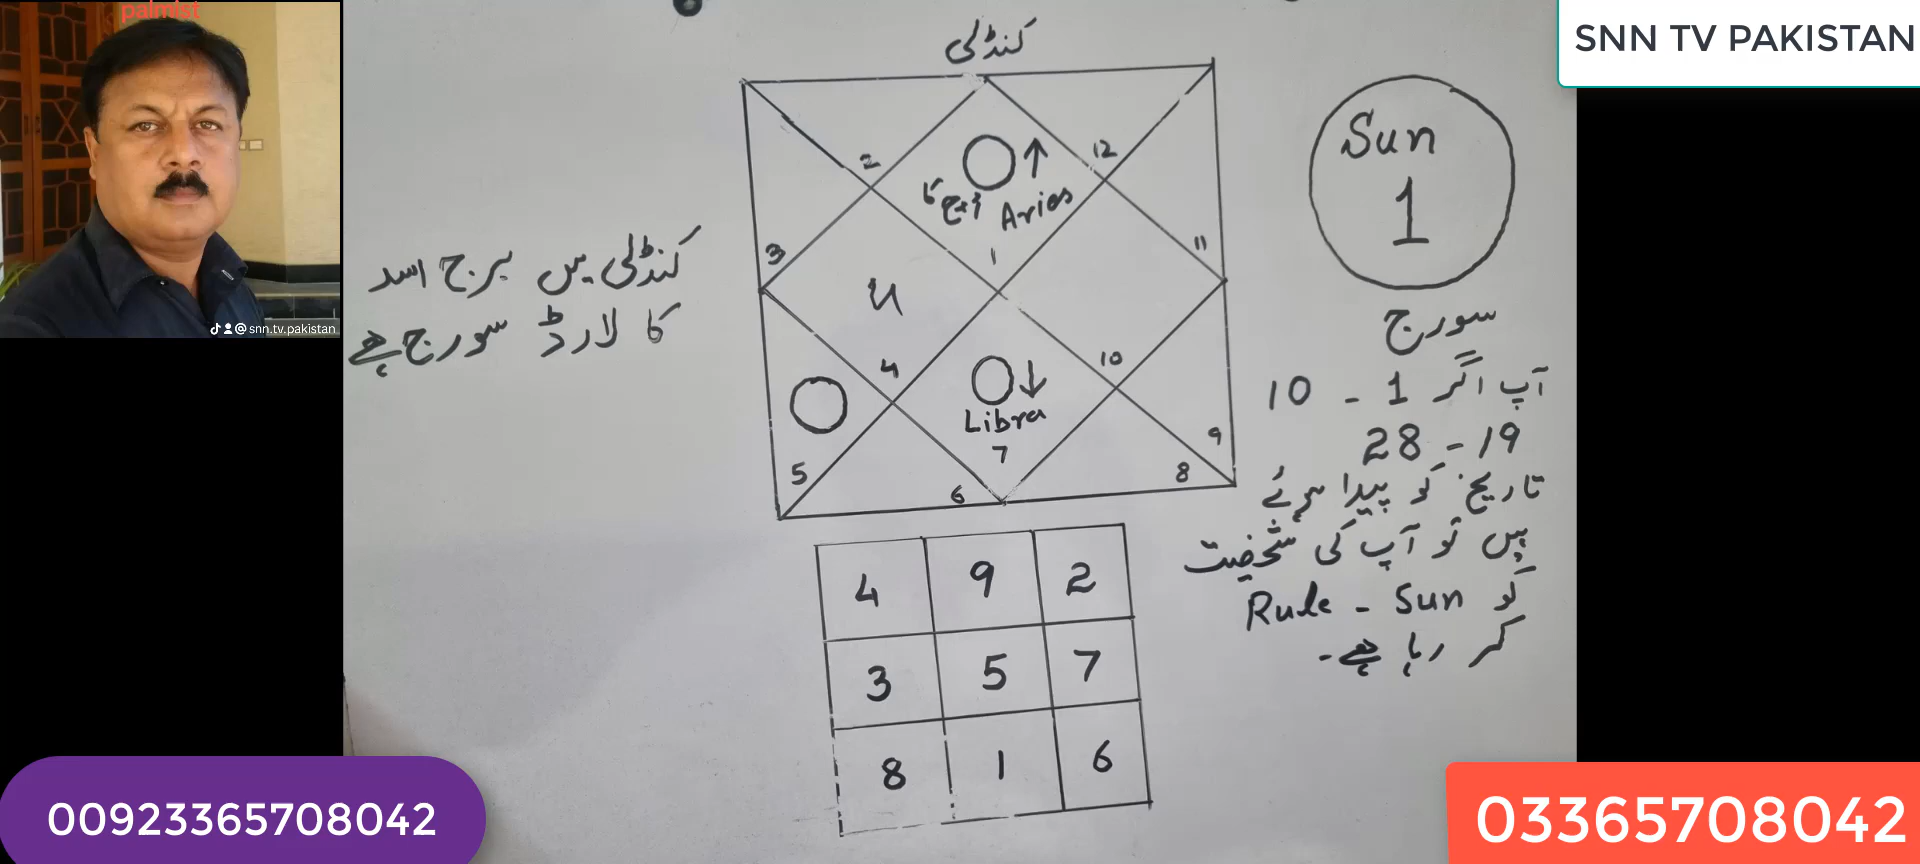 palmist
snn.tv.pakistan
SNN TV PAKISTAN
کنڈلی
2
12
عروج کا
Aries
3
11
1
4
10
Libra
7
5
6
8
9
کنڈلی میں برج اسد
کا لارڈ سورج ہے
Sun
1
سورج
آپ اگر 1 - 10
19 - 28
تاریخ کو پیدا ہوئے
ہیں تو آپ کی شخصیت
کو Sun - Rule
کر رہا ہے۔
4 9 2
3 5 7
8 1 6
00923365708042
03365708042